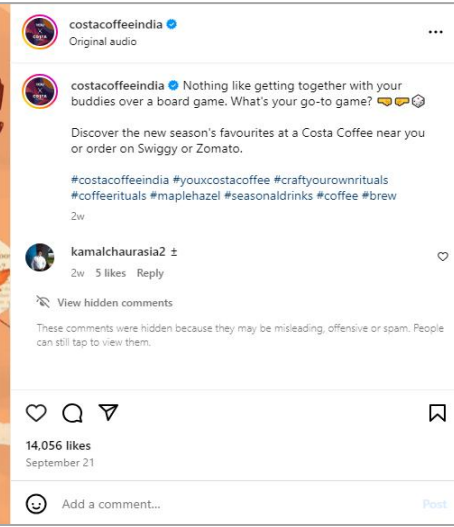 costacoffeeindia
Original audio
costacoffeeindia Nothing like getting together with your
buddies over a board game. What's your go-to game? 🤜🤛🎲
Discover the new season's favourites at a Costa Coffee near you
or order on Swiggy or Zomato.
#costacoffeeindia #youxcostacoffee #craftyourownrituals
#coffeerituals #maplehazel #seasonaldrinks #coffee #brew
2w
kamalchaurasia2 ±
2w 5 likes Reply
View hidden comments
These comments were hidden because they may be misleading, offensive or spam. People
can still tap to view them.
14,056 likes
September 21
Add a comment...
Post